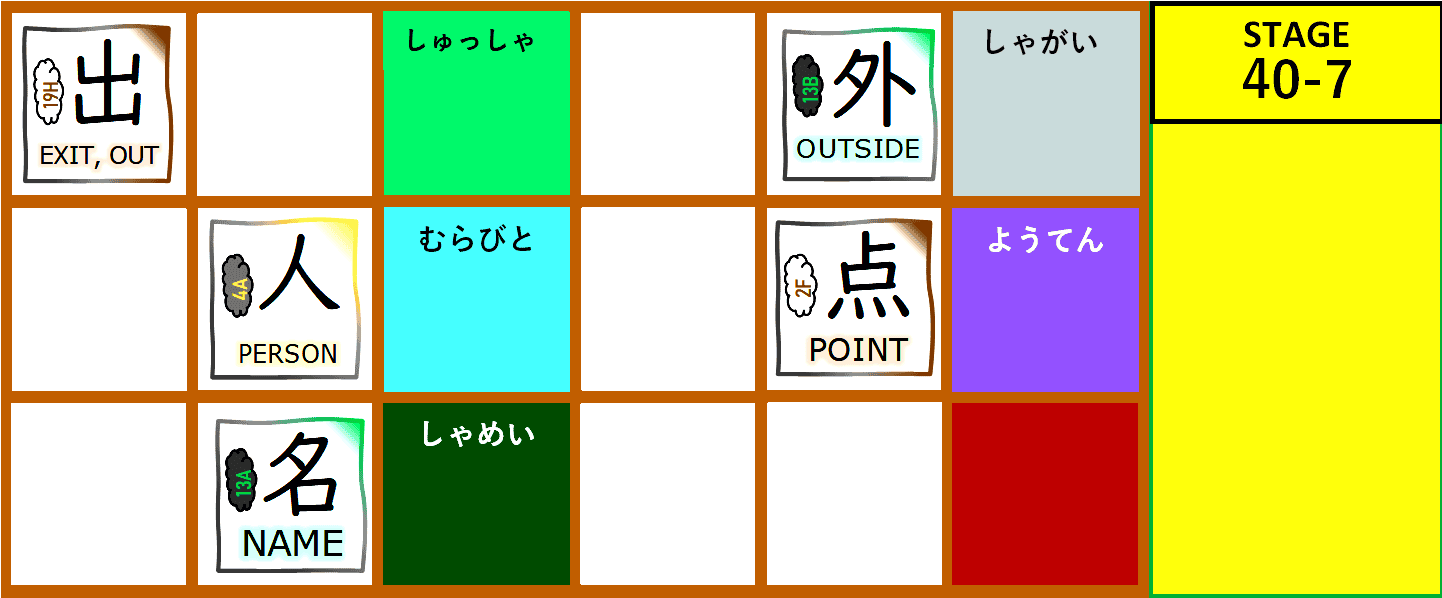 19H
出
EXIT, OUT
しゅっしゃ
13B
外
OUTSIDE
しゃがい
STAGE
40-7
4A
人
PERSON
むらびと
2F
点
POINT
ようてん
13A
名
NAME
しゃめい